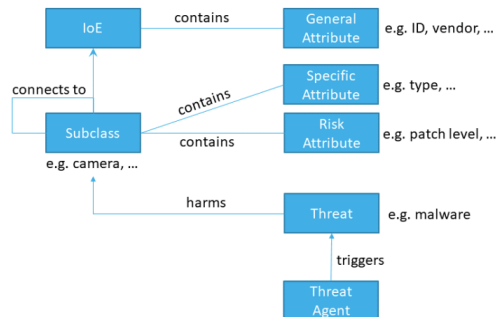 IoE
contains
General
Attribute
e.g. ID, vendor, ...
connects to
Specific
Attribute
e.g. type, ...
contains
Subclass
contains
Risk
Attribute
e.g. patch level, ...
e.g. camera, ...
harms
Threat
e.g. malware
triggers
Threat
Agent